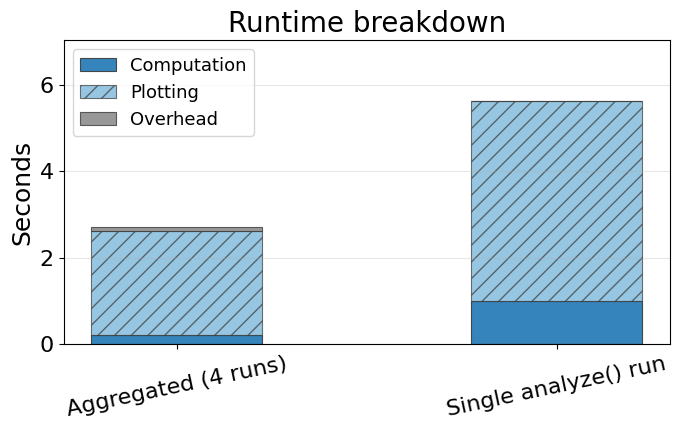 Runtime breakdown
Seconds
6
4
2
0
Computation
Plotting
Overhead
Aggregated (4 runs)
Single analyze() run